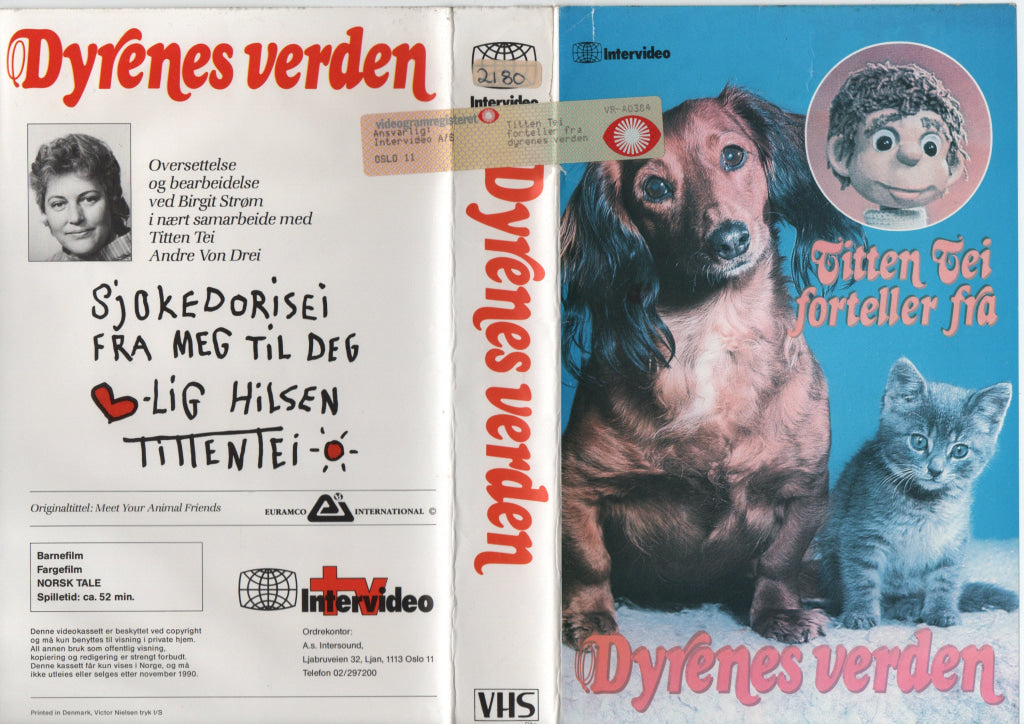 Dyrenes verden
Oversettelse
og bearbeidelse
ved Birgit Strøm
i nært samarbeide med
Titten Tei
Andre Von Drei
SJOKEDORISEI
FRA MEG TiL DEG
-LiG HiLSEN
TiTTEN TEi
Originaltittel: Meet Your Animal Friends
EURAMCO Ai INTERNATIONAL ©
Barnefilm
Fargefilm
NORSK TALE
Spilletid: ca. 52 min.
tv
Intervideo
Denne videokassett er beskyttet ved copyright
og må kun benyttes til visning i private hjem.
All annen bruk som offentlig visning,
kopiering og redigering er strengt forbudt.
Denne kassett får kun vises i Norge, og må
ikke utleies eller selges etter november 1990.
Ordrekontor:
A.s. Intersound,
Ljabruveien 32, Ljan, 1113 Oslo 11
Telefon 02/297200
Printed in Denmark, Victor Nielsen tryk I/S
2180
Intervideo
videogramregisteret
Ansvarlig:
Intervideo A/S
OSLO 11
VR-A0384
Titten Tei
forteller fra
dyrenes verden
Dyrenes verden
VHS
Intervideo
Titten Tei
forteller fra
Dyrenes verden